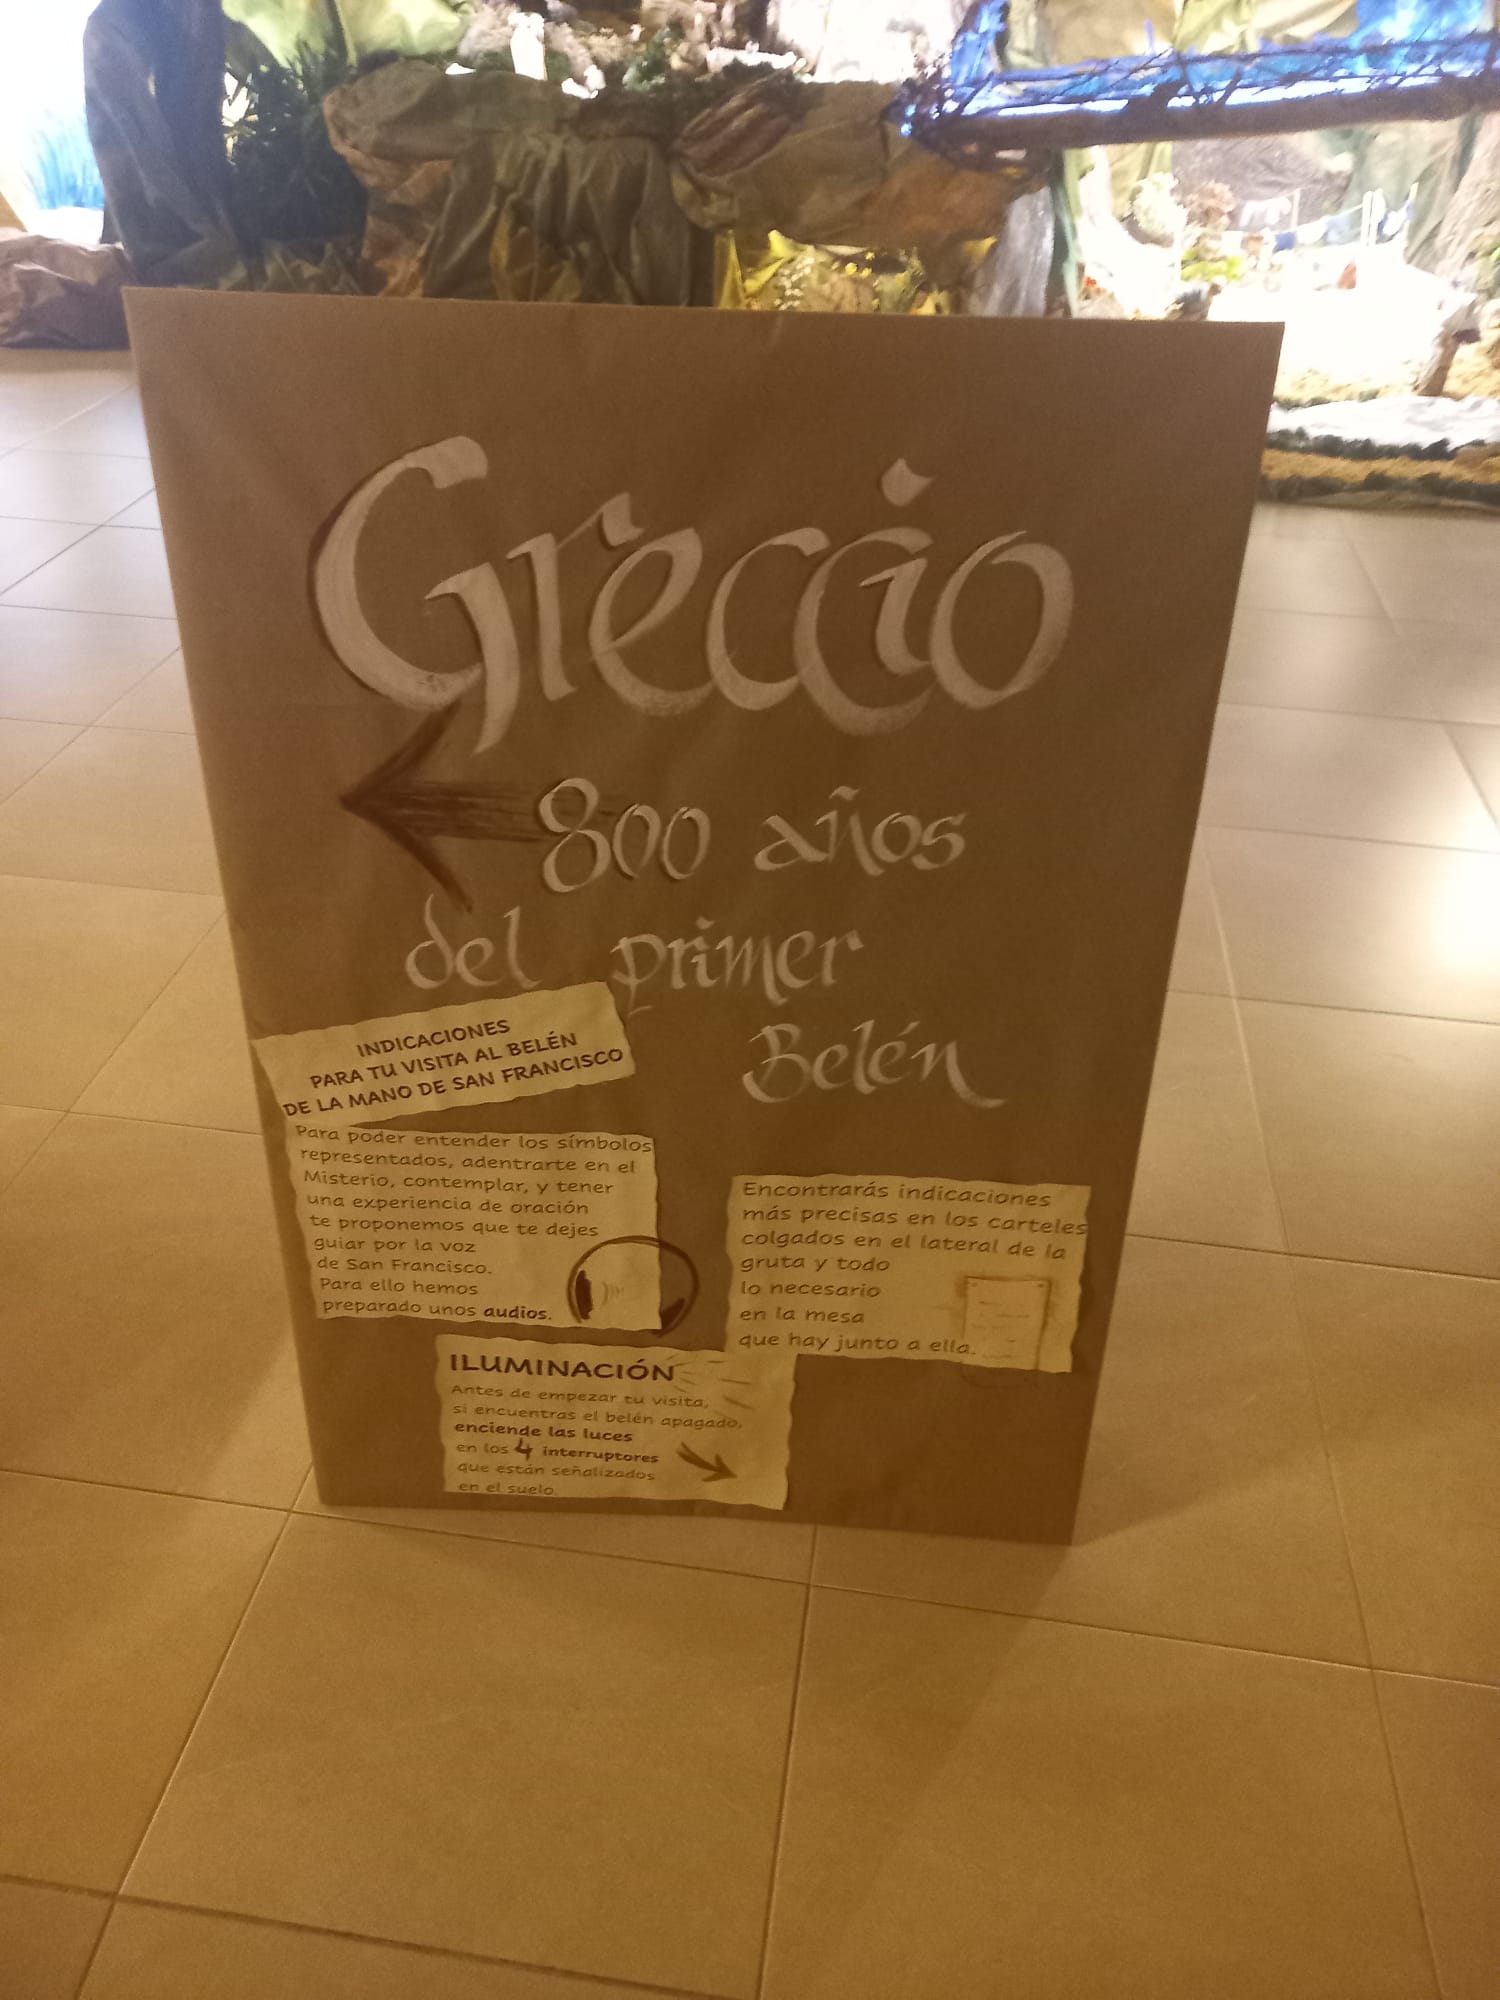 Greccio
800 años
del primer
Belén
INDICACIONES
PARA TU VISITA AL BELÉN
DE LA MANO DE SAN FRANCISCO
Para poder entender los símbolos
representados, adentrarte en el
Misterio, contemplar, y tener
una experiencia de oración
te proponemos que te dejes
guiar por la voz
de San Francisco.
Para ello hemos
preparado unos audios.
Encontrarás indicaciones
más precisas en los carteles
colgados en el lateral de la
gruta y todo
lo necesario
en la mesa
que hay junto a ella.
ILUMINACIÓN
Antes de empezar tu visita,
si encuentras el belén apagado,
enciende las luces
en los 4 interruptores
que están señalizados
en el suelo.